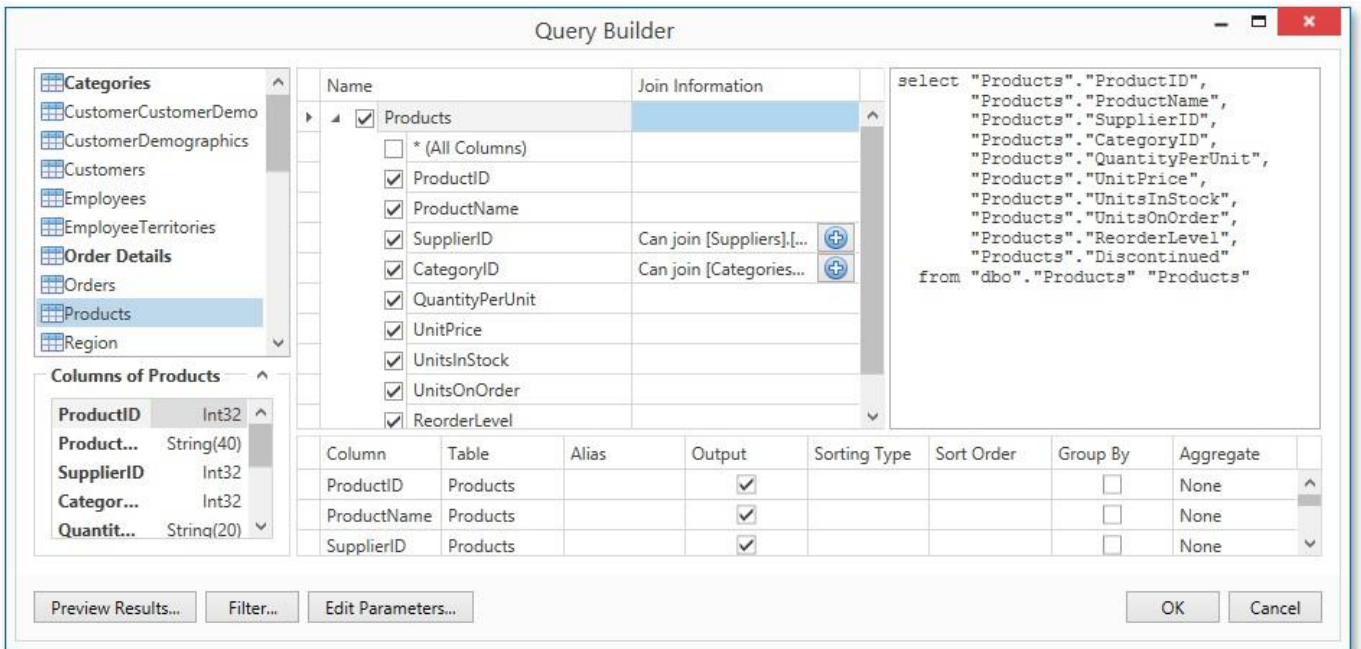 Query Builder
Categories
CustomerCustomerDemo
CustomerDemographics
Customers
Employees
EmployeeTerritories
Order Details
Orders
Products
Region
Columns of Products
ProductID Int32
Product... String(40)
SupplierID Int32
Categor... Int32
Quantit... String(20)
Name Join Information
Products
* (All Columns)
ProductID
ProductName
SupplierID Can join [Suppliers].[...
CategoryID Can join [Categories...
QuantityPerUnit
UnitPrice
UnitsInStock
UnitsOnOrder
ReorderLevel
select "Products"."ProductID",
"Products"."ProductName",
"Products"."SupplierID",
"Products"."CategoryID",
"Products"."QuantityPerUnit",
"Products"."UnitPrice",
"Products"."UnitsInStock",
"Products"."UnitsOnOrder",
"Products"."ReorderLevel",
"Products"."Discontinued"
from "dbo"."Products" "Products"
Column Table Alias Output Sorting Type Sort Order Group By Aggregate
ProductID Products None
ProductName Products None
SupplierID Products None
Preview Results... Filter... Edit Parameters... OK Cancel